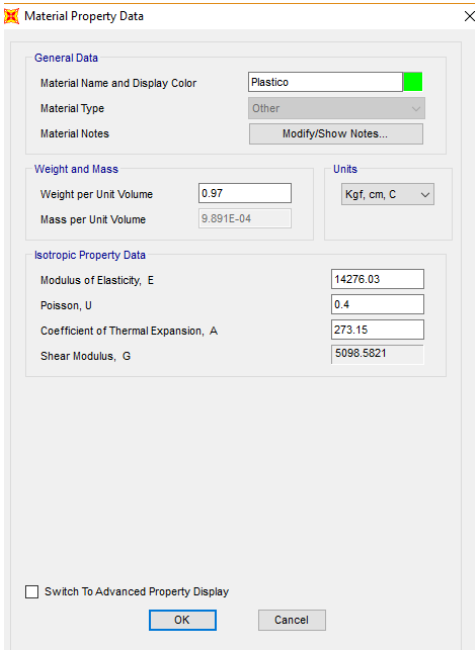 Material Property Data
General Data
Material Name and Display Color Plastico
Material Type Other
Material Notes Modify/Show Notes...
Weight and Mass Units
Weight per Unit Volume 0.97 Kgf, cm, C
Mass per Unit Volume 9.891E-04
Isotropic Property Data
Modulus of Elasticity, E 14276.03
Poisson, U 0.4
Coefficient of Thermal Expansion, A 273.15
Shear Modulus, G 5098.5821
Switch To Advanced Property Display
OK Cancel